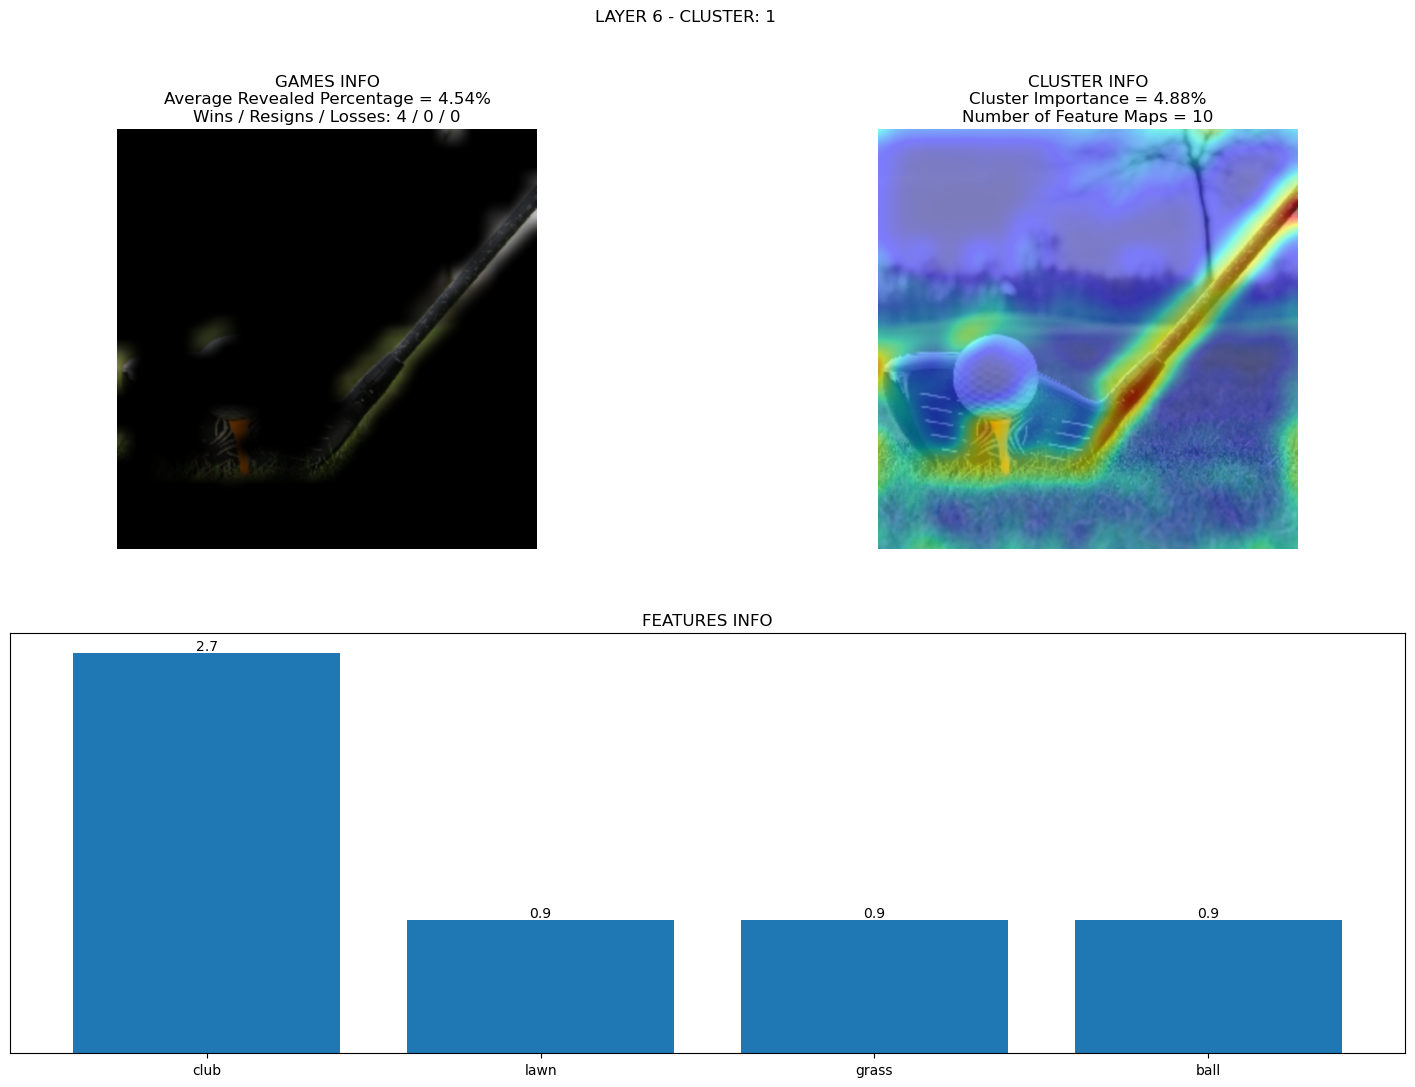 LAYER 6 - CLUSTER: 1
GAMES INFO
Average Revealed Percentage = 4.54%
Wins / Resigns / Losses: 4 / 0 / 0
CLUSTER INFO
Cluster Importance = 4.88%
Number of Feature Maps = 10
FEATURES INFO
2.7
0.9
0.9
0.9
club
lawn
grass
ball